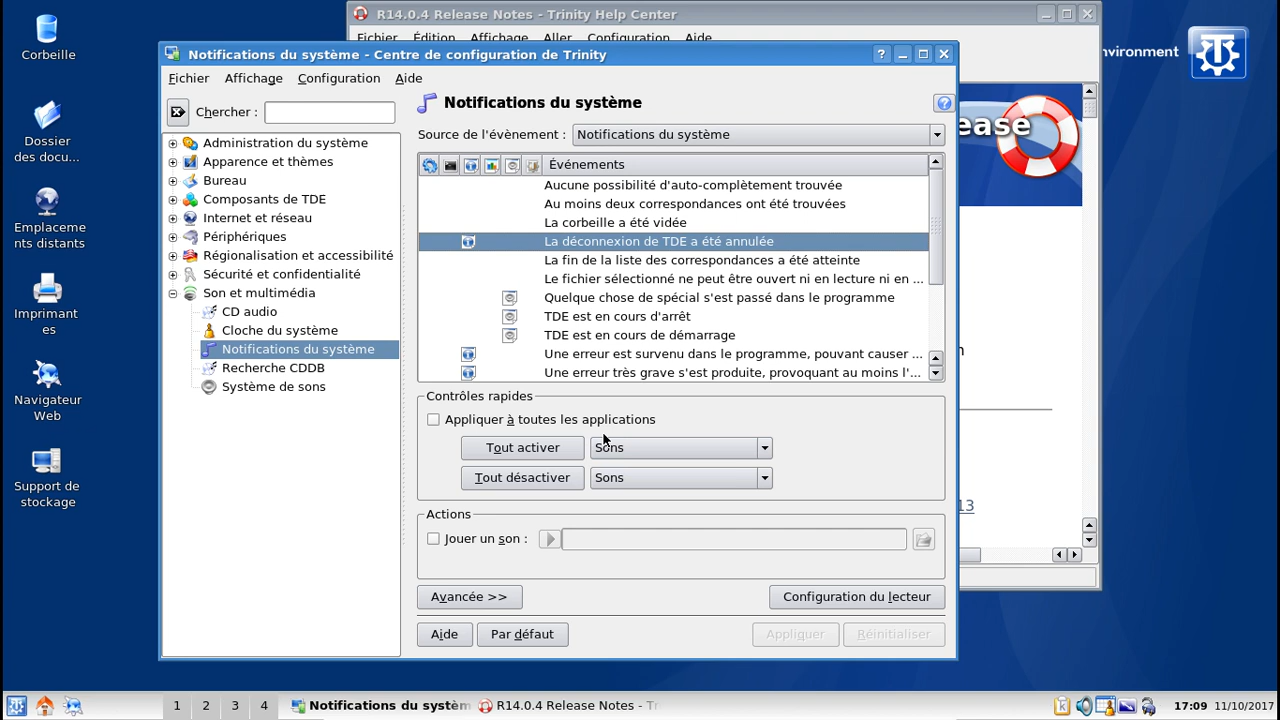 R14.0.4 Release Notes - Trinity Help Center
Fichier Édition Affichage Aller Configuration Aide
nvironment
ease
13
Corbeille
Dossier
des docu...
Emplaceme
nts distants
Imprimant
es
Navigateur
Web
Support de
stockage
Notifications du système - Centre de configuration de Trinity
Fichier Affichage Configuration Aide
Chercher :
Administration du système
Apparence et thèmes
Bureau
Composants de TDE
Internet et réseau
Périphériques
Régionalisation et accessibilité
Sécurité et confidentialité
Son et multimédia
CD audio
Cloche du système
Notifications du système
Recherche CDDB
Système de sons
Notifications du système
Source de l'évènement : Notifications du système
Événements
Aucune possibilité d'auto-complètement trouvée
Au moins deux correspondances ont été trouvées
La corbeille a été vidée
La déconnexion de TDE a été annulée
La fin de la liste des correspondances a été atteinte
Le fichier sélectionné ne peut être ouvert ni en lecture ni en ...
Quelque chose de spécial s'est passé dans le programme
TDE est en cours d'arrêt
TDE est en cours de démarrage
Une erreur est survenu dans le programme, pouvant causer ...
Une erreur très grave s'est produite, provoquant au moins l'...
Contrôles rapides
Appliquer à toutes les applications
Tout activer Sons
Tout désactiver Sons
Actions
Jouer un son :
Avancée >> Configuration du lecteur
Aide Par défaut Appliquer Réinitialiser
1 2 3 4 Notifications du systèm R14.0.4 Release Notes - Tr 17:09 11/10/2017